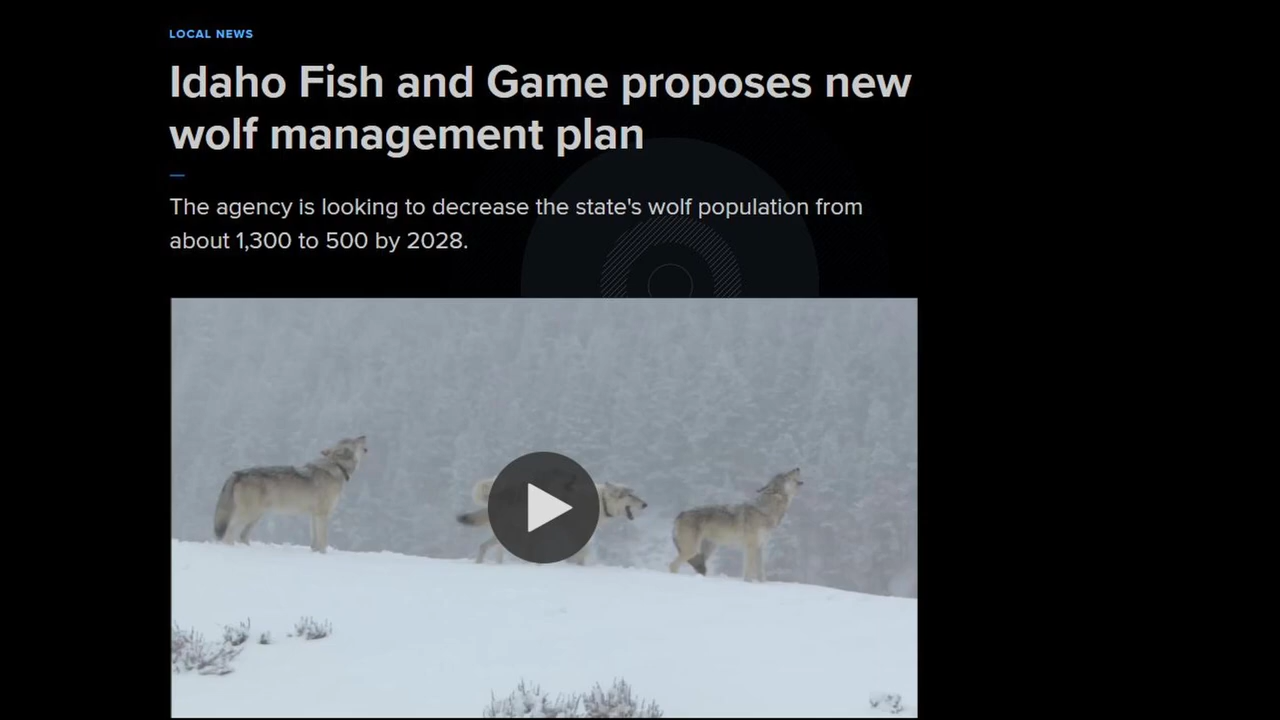 LOCAL NEWS
Idaho Fish and Game proposes new
wolf management plan
The agency is looking to decrease the state's wolf population from
about 1,300 to 500 by 2028.